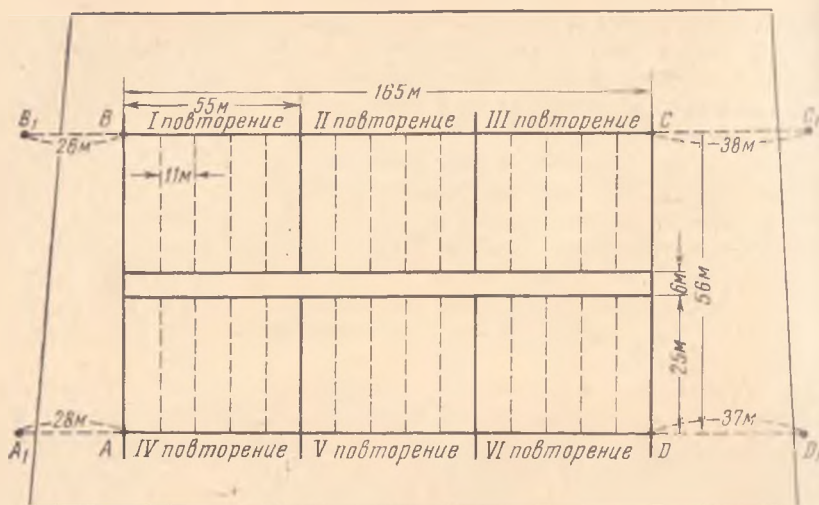 165м
55м
B₁ B I повторение II повторение III повторение C C₁
26м 38м
11м
6м
56м
25м
28м 37м
A₁ A IV повторение V повторение VI повторение D D₁